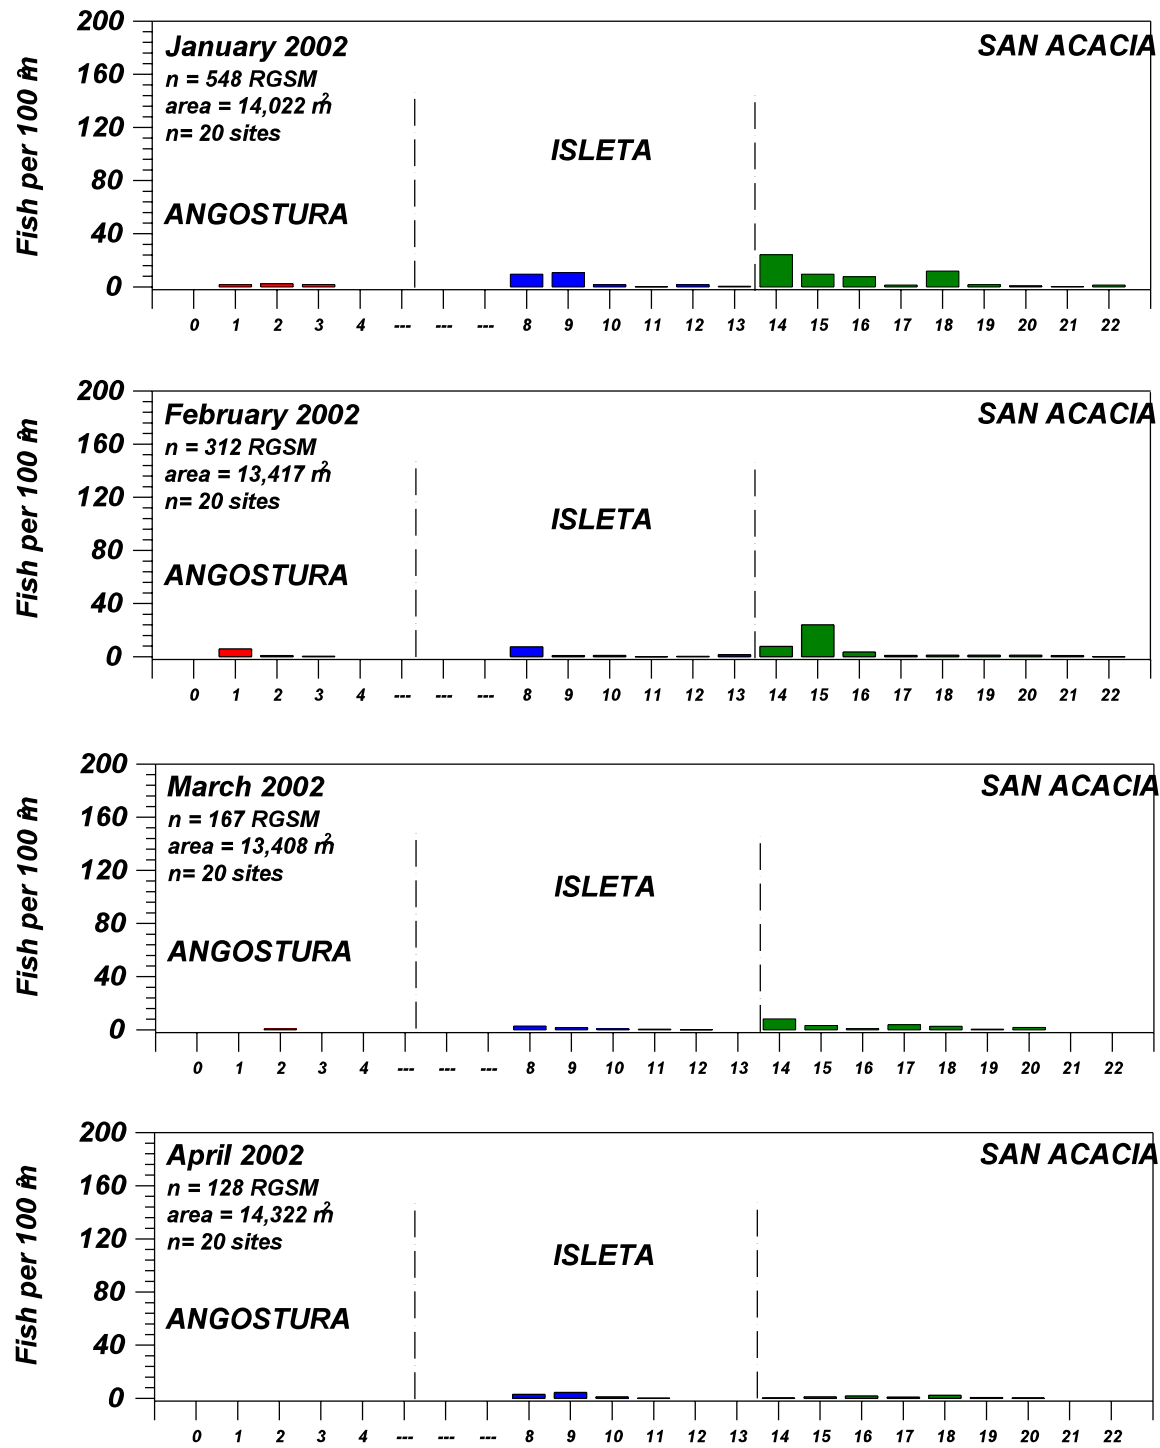 200
January 2002
SAN ACACIA
160
n = 548 RGSM
area = 14,022 m²
120
n= 20 sites
ISLETA
80
ANGOSTURA
40
0
Fish per 100 m²
0 1 2 3 4 --- --- --- 8 9 10 11 12 13 14 15 16 17 18 19 20 21 22
200
February 2002
SAN ACACIA
160
n = 312 RGSM
area = 13,417 m²
120
n= 20 sites
ISLETA
80
ANGOSTURA
40
0
Fish per 100 m²
0 1 2 3 4 --- --- --- 8 9 10 11 12 13 14 15 16 17 18 19 20 21 22
200
March 2002
SAN ACACIA
160
n = 167 RGSM
area = 13,408 m²
120
n= 20 sites
ISLETA
80
ANGOSTURA
40
0
Fish per 100 m²
0 1 2 3 4 --- --- --- 8 9 10 11 12 13 14 15 16 17 18 19 20 21 22
200
April 2002
SAN ACACIA
160
n = 128 RGSM
area = 14,322 m²
120
n= 20 sites
ISLETA
80
ANGOSTURA
40
0
Fish per 100 m²
0 1 2 3 4 --- --- --- 8 9 10 11 12 13 14 15 16 17 18 19 20 21 22